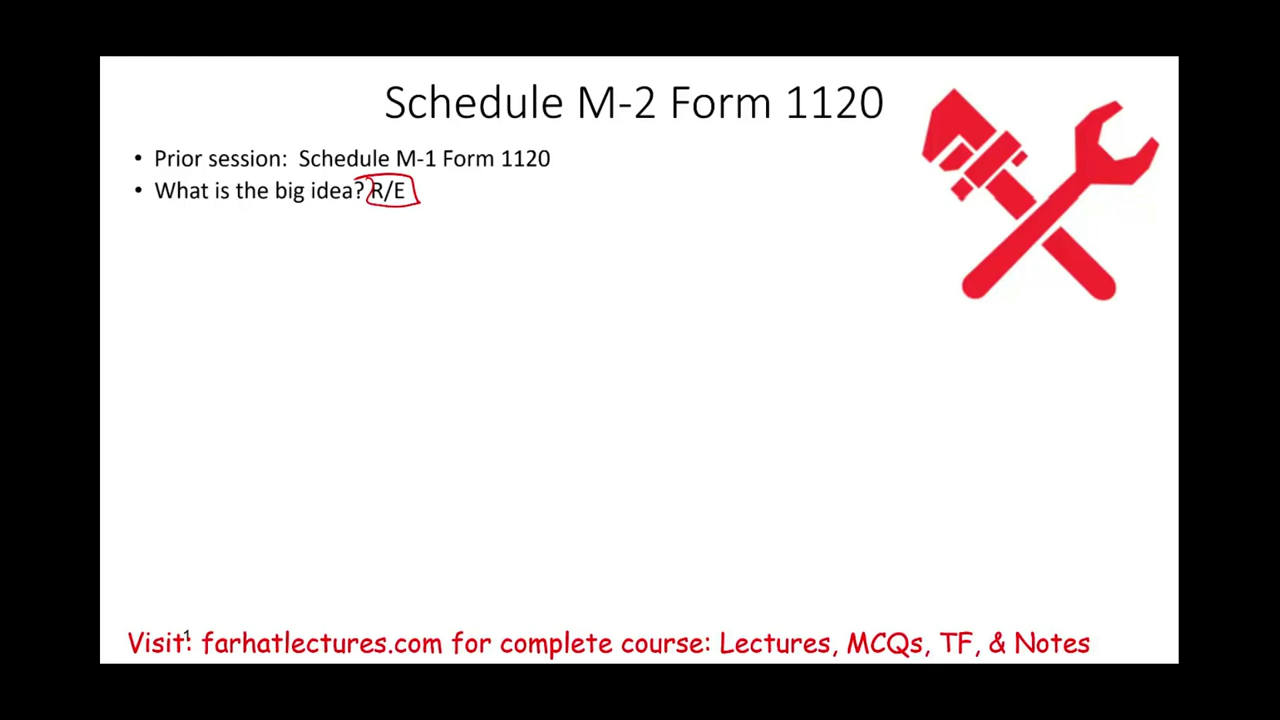 Schedule M-2 Form 1120
• Prior session: Schedule M-1 Form 1120
• What is the big idea? R/E
1
Visit: farhatlectures.com for complete course: Lectures, MCQs, TF, & Notes